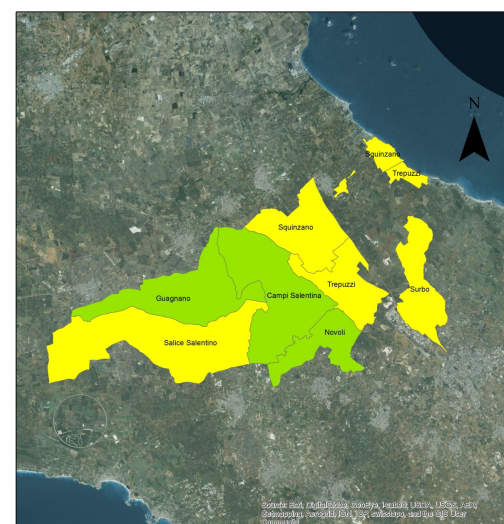 N
Squinzano
Trepuzzi
Squinzano
Trepuzzi
Surbo
Campi Salentina
Guagnano
Novoli
Salice Salentino
Source: Esri, DigitalGlobe, GeoEye, i-cubed, USDA, USGS, AEX,
Getmapping, Aerogrid, IGN, IGP, swisstopo, and the GIS User
Community